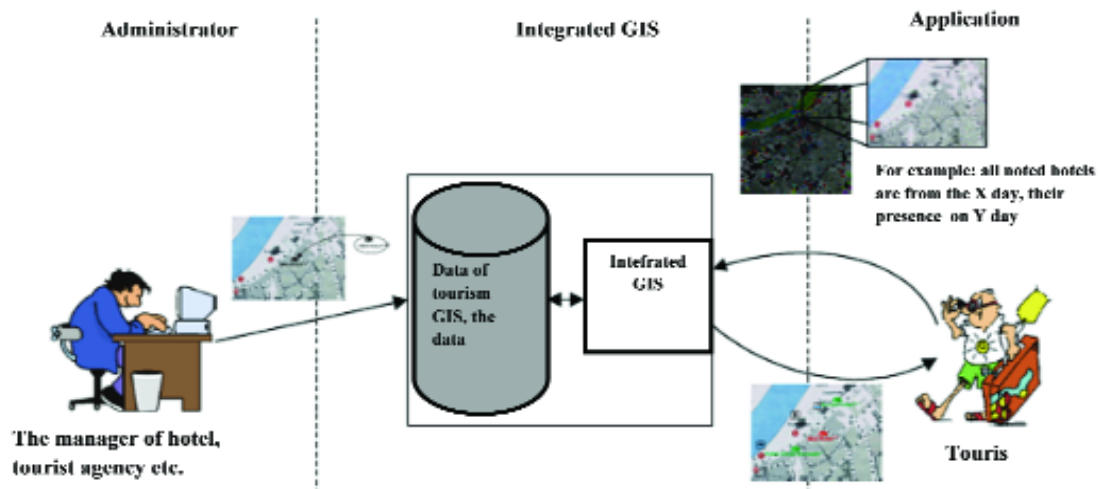 Administrator
Integrated GIS
Application
For example: all noted hotels
are from the X day, their
presence on Y day
Data of
tourism
GIS, the
data
Intefrated
GIS
The manager of hotel,
tourist agency etc.
Touris